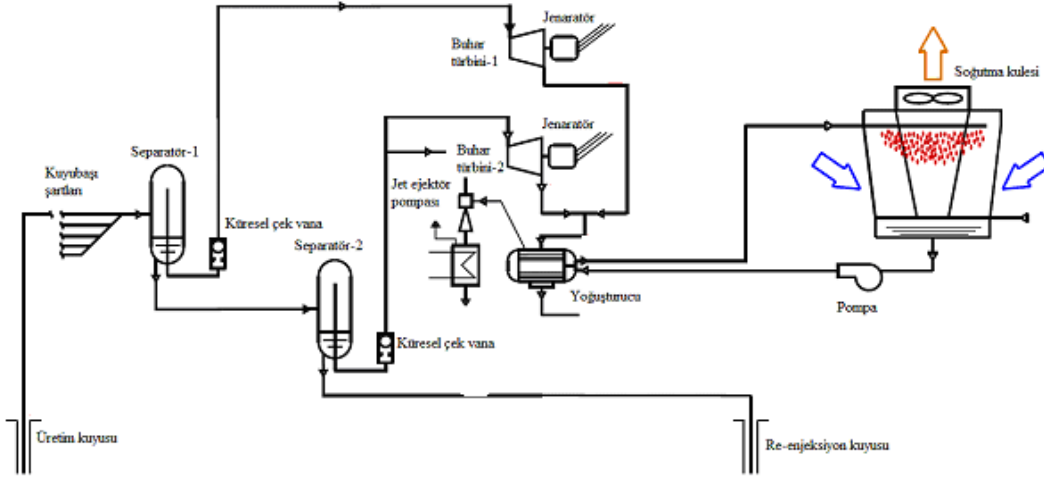 Jenaratör
Buhar
türbini-1
Soğutma kulesi
Jenaratör
Separatör-1
Buhar
türbini-2
Kuyubaşı
şartları
Jet ejektör
pompası
Küresel çek vana
Separatör-2
Yoğuşturucu
Pompa
Küresel çek vana
Üretim kuyusu
Re-enjeksiyon kuyusu